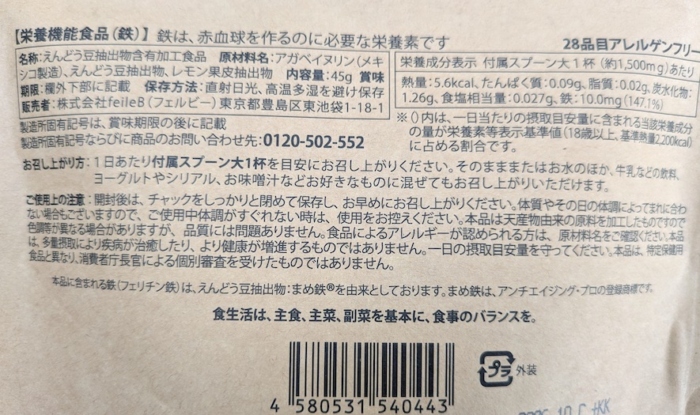 【栄養機能食品(鉄)】 鉄は、赤血球を作るのに必要な栄養素です
28品目アレルゲンフリー
名称:えんどう豆抽出物含有加工食品 原材料名:アガベイヌリン(メキ
シコ製造)、えんどう豆抽出物、レモン果皮抽出物 内容量:45g 賞味
期限:欄外下部に記載 保存方法:直射日光、高温多湿を避け保存
販売者:株式会社feileB(フェルビー)東京都豊島区東池袋1-18-1
栄養成分表示 付属スプーン大1杯(約1,500mg)あたり
熱量:5.6kcal、たんぱく質:0.09g、脂質:0.02g、炭水化物:
1.26g、食塩相当量:0.027g、鉄:10.0mg(147.1%)
※()内は、一日当たりの摂取目安量に含まれる当該栄養成分
の量が栄養素等表示基準値(18歳以上、基準熱量2,200kcal)
に占める割合です。
製造所固有記号は、賞味期限の後に記載
製造所固有記号ならびに商品のお問い合わせ先:0120-502-552
お召し上がり方:1日あたり付属スプーン大1杯を目安にお召し上がりください。そのまままたはお水のほか、牛乳などの飲料、
ヨーグルトやシリアル、お味噌汁などお好きなものに混ぜてもお召し上がりいただけます。
ご使用上の注意:開封後は、チャックをしっかりと閉めて保存し、お早めにお召し上がりください。体質やその日の体調によってまれに合わ
ない場合もございますので、ご使用中体調がすぐれない時は、使用をお控えください。本品は天産物由来の原料を加工したものですので
色調等が異なる場合がありますが、品質には問題ありません。食品によるアレルギーが認められる方は、原材料名をご確認ください。本品
は、多量摂取により疾病が治癒したり、より健康が増進するものではありません。一日の摂取目安量を守ってください。本品は、特定保健用
食品と異なり、消費者庁長官による個別審査を受けたものではありません。
本品に含まれる鉄(フェリチン鉄)は、えんどう豆抽出物:まめ鉄®を由来としております。まめ鉄は、アンチエイジング・プロの登録商標です。
食生活は、主食、主菜、副菜を基本に、食事のバランスを。
プラ 外装
4 580531 540443